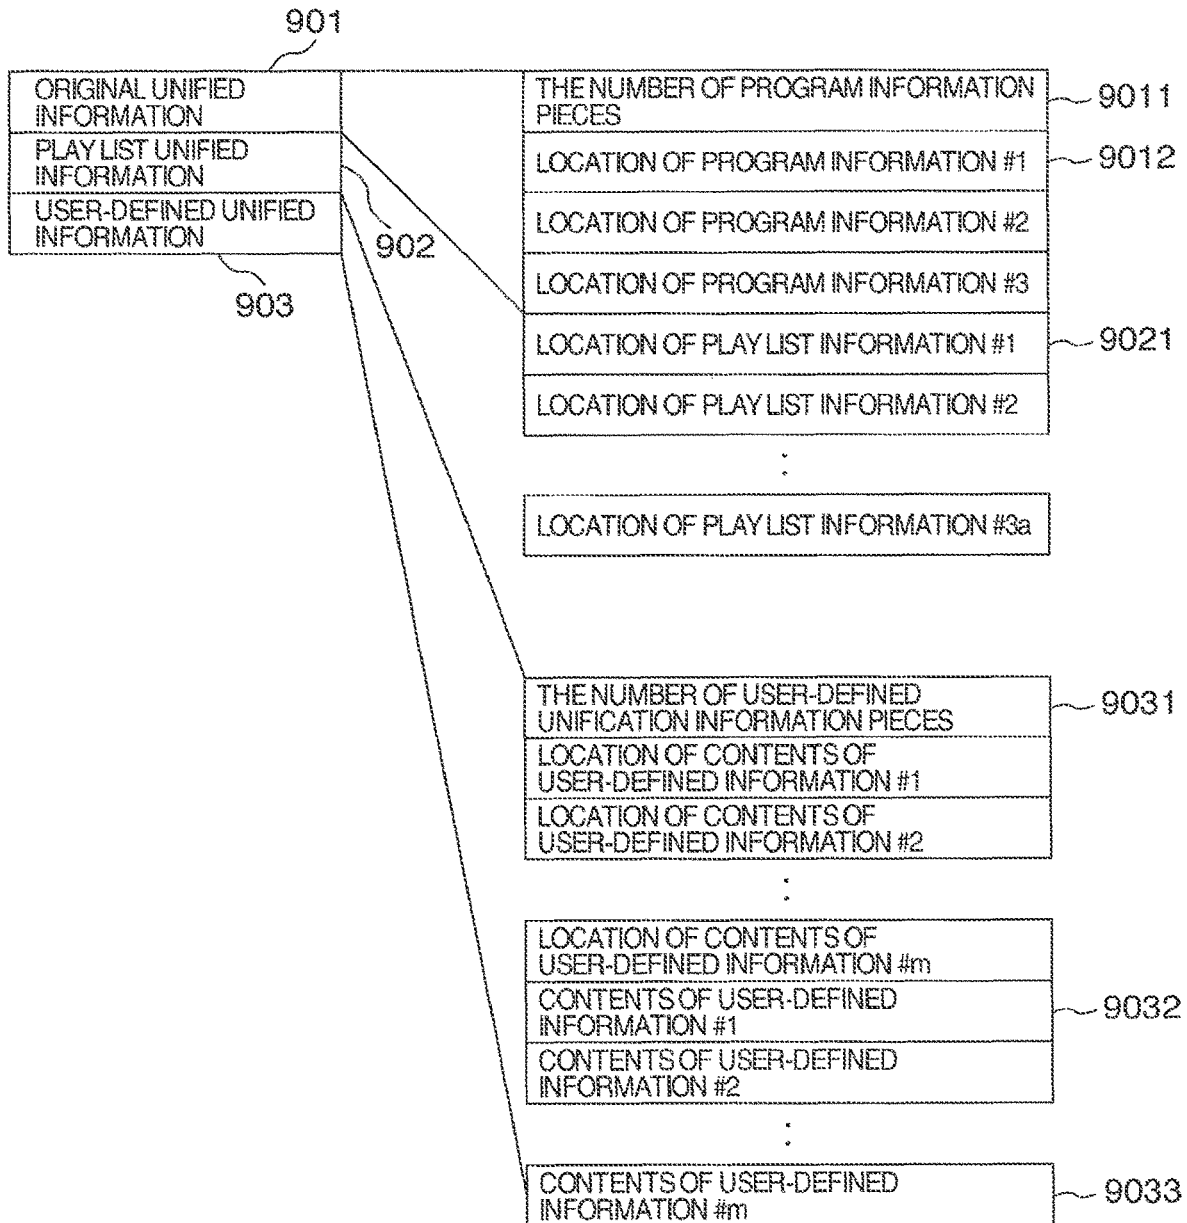 901
ORIGINAL UNIFIED
INFORMATION
PLAY LIST UNIFIED
INFORMATION
USER-DEFINED UNIFIED
INFORMATION
902
903
THE NUMBER OF PROGRAM INFORMATION
PIECES
9011
LOCATION OF PROGRAM INFORMATION #1
9012
LOCATION OF PROGRAM INFORMATION #2
LOCATION OF PROGRAM INFORMATION #3
LOCATION OF PLAY LIST INFORMATION #1
9021
LOCATION OF PLAY LIST INFORMATION #2
LOCATION OF PLAY LIST INFORMATION #3a
THE NUMBER OF USER-DEFINED
UNIFICATION INFORMATION PIECES
9031
LOCATION OF CONTENTS OF
USER-DEFINED INFORMATION #1
LOCATION OF CONTENTS OF
USER-DEFINED INFORMATION #2
LOCATION OF CONTENTS OF
USER-DEFINED INFORMATION #m
CONTENTS OF USER-DEFINED
INFORMATION #1
9032
CONTENTS OF USER-DEFINED
INFORMATION #2
CONTENTS OF USER-DEFINED
INFORMATION #m
9033